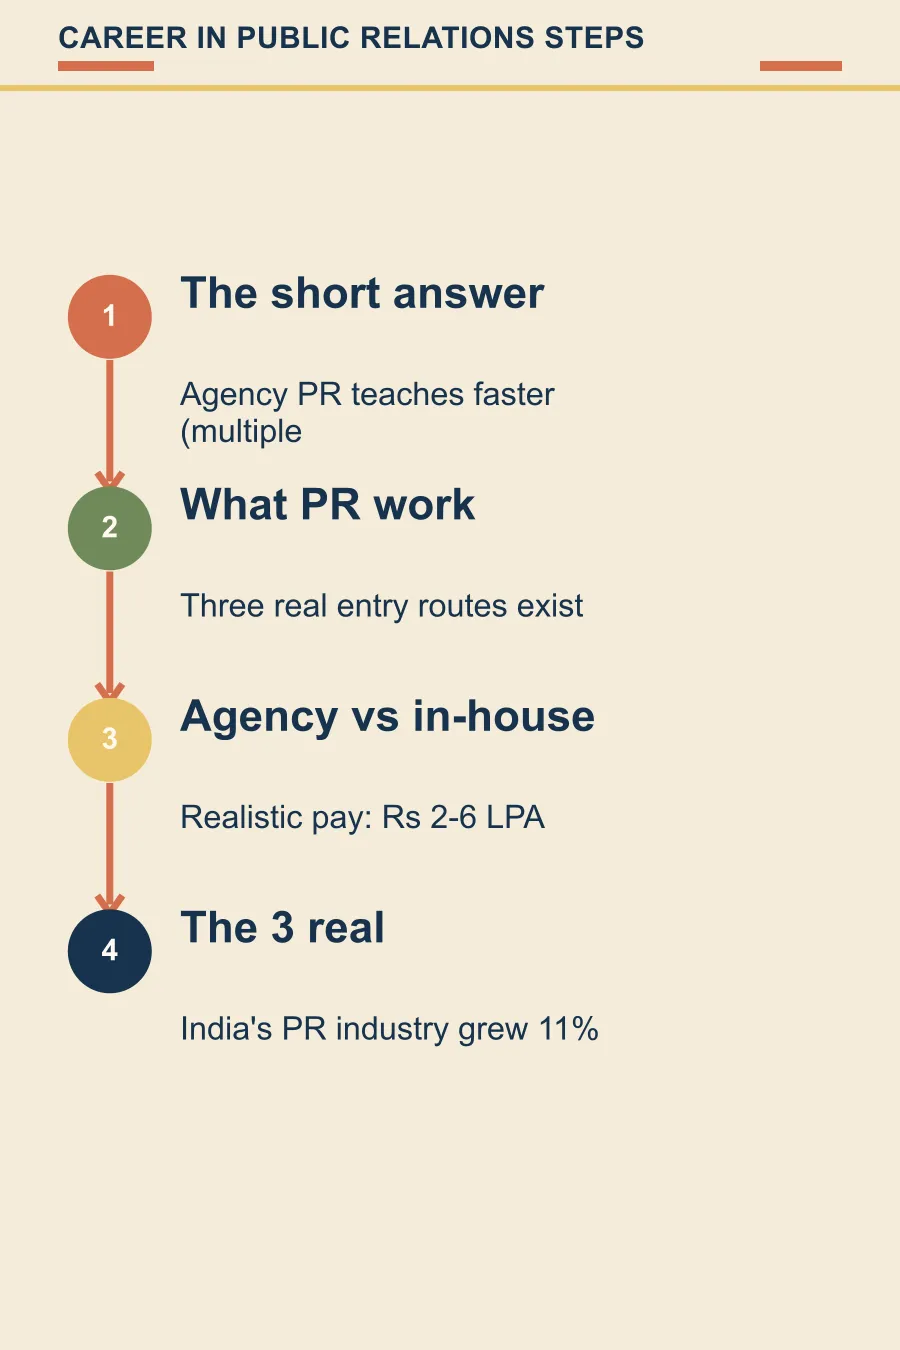 CAREER IN PUBLIC RELATIONS STEPS
1
The short answer
Agency PR teaches faster
(multiple
2
What PR work
Three real entry routes exist
3
Agency vs in-house
Realistic pay: Rs 2-6 LPA
4
The 3 real
India's PR industry grew 11%